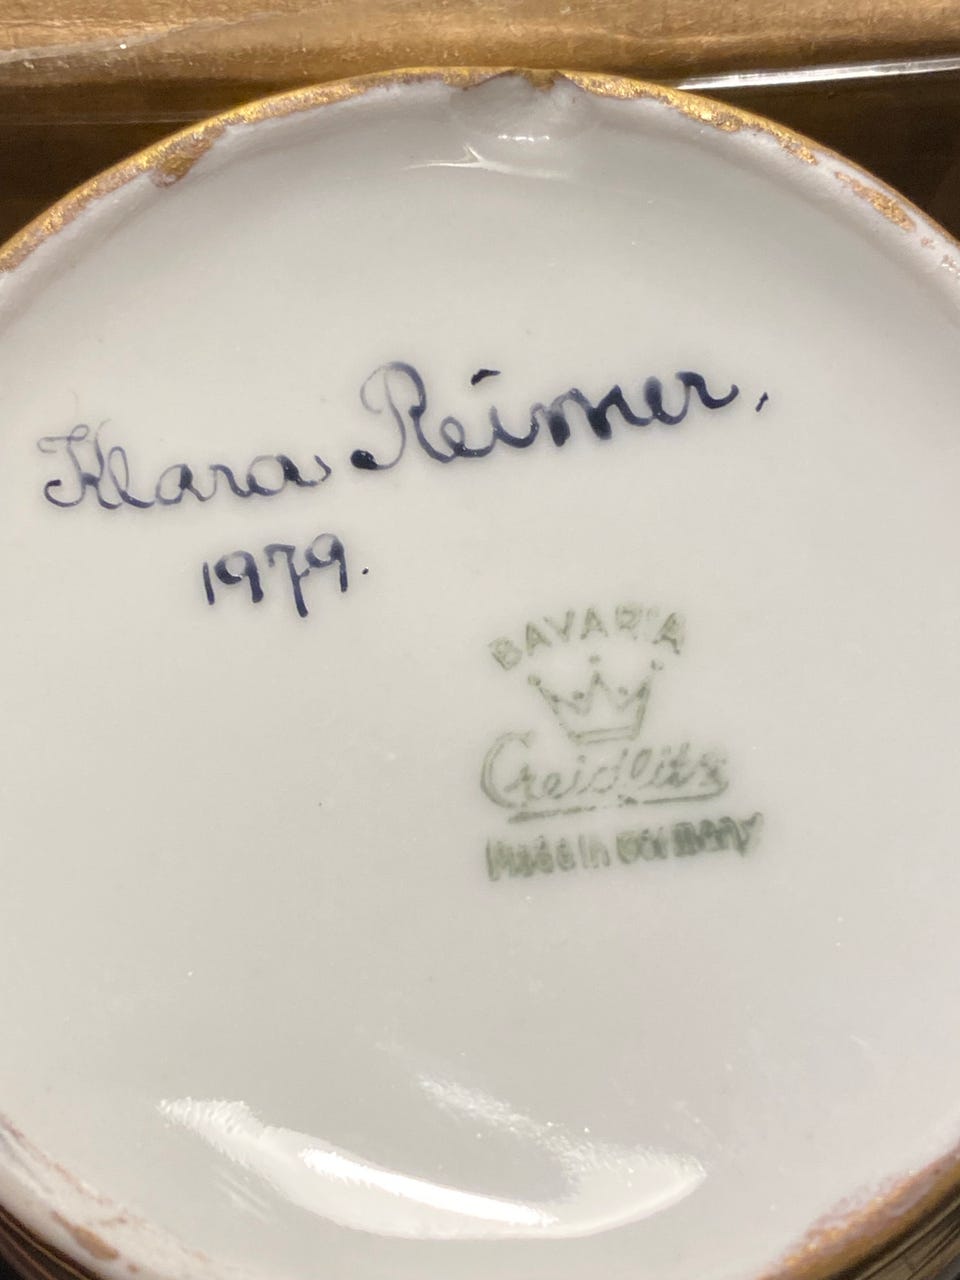 Klara Reimer,
1979.
BAVARIA
Creidlitz
Made in Germany